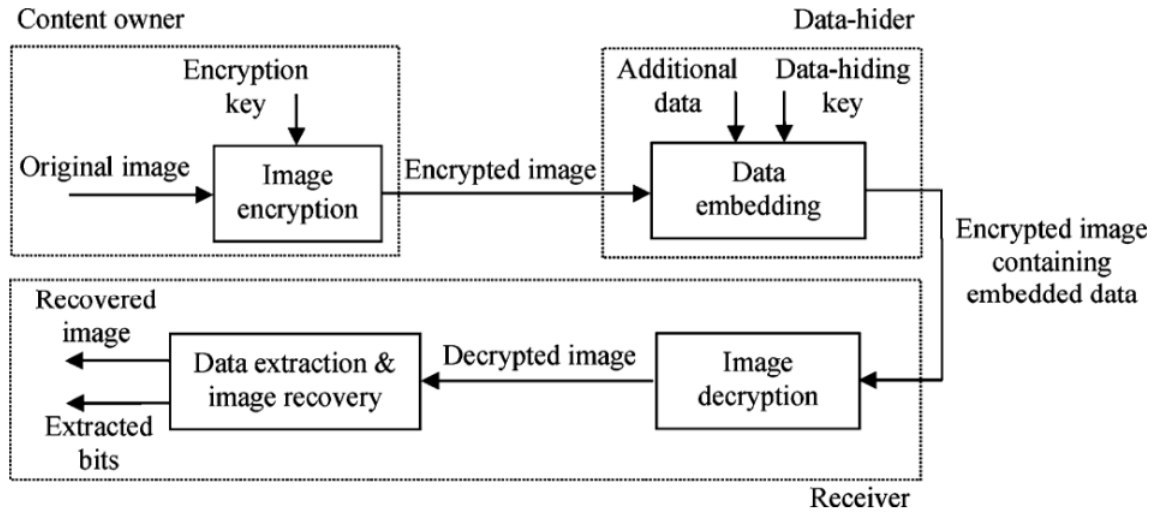 Content owner
Data-hider
Encryption
key
Additional
data
Data-hiding
key
Original image
Image
encryption
Encrypted image
Data
embedding
Encrypted image
containing
embedded data
Recovered
image
Data extraction &
image recovery
Decrypted image
Image
decryption
Extracted
bits
Receiver